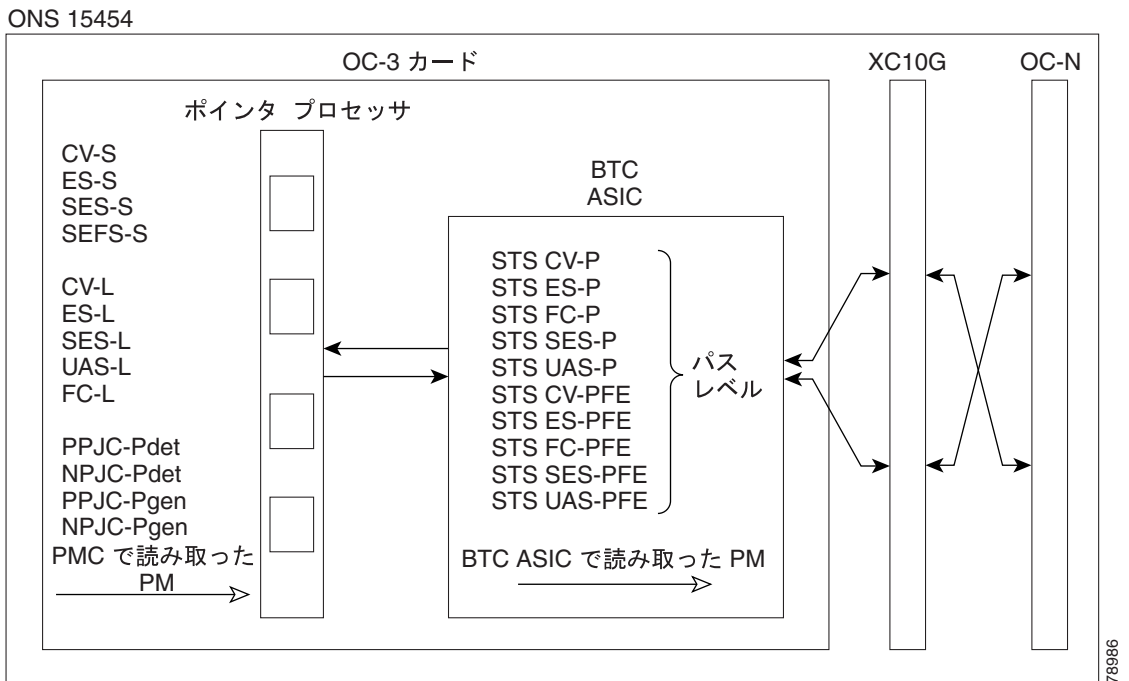 ONS 15454
OC-3 カード
XC10G
OC-N
ポインタ プロセッサ
CV-S
ES-S
SES-S
SEFS-S
CV-L
ES-L
SES-L
UAS-L
FC-L
PPJC-Pdet
NPJC-Pdet
PPJC-Pgen
NPJC-Pgen
PMC で読み取った
PM
BTC
ASIC
STS CV-P
STS ES-P
STS FC-P
STS SES-P
STS UAS-P
STS CV-PFE
STS ES-PFE
STS FC-PFE
STS SES-PFE
STS UAS-PFE
パス
レベル
BTC ASIC で読み取った PM
78986